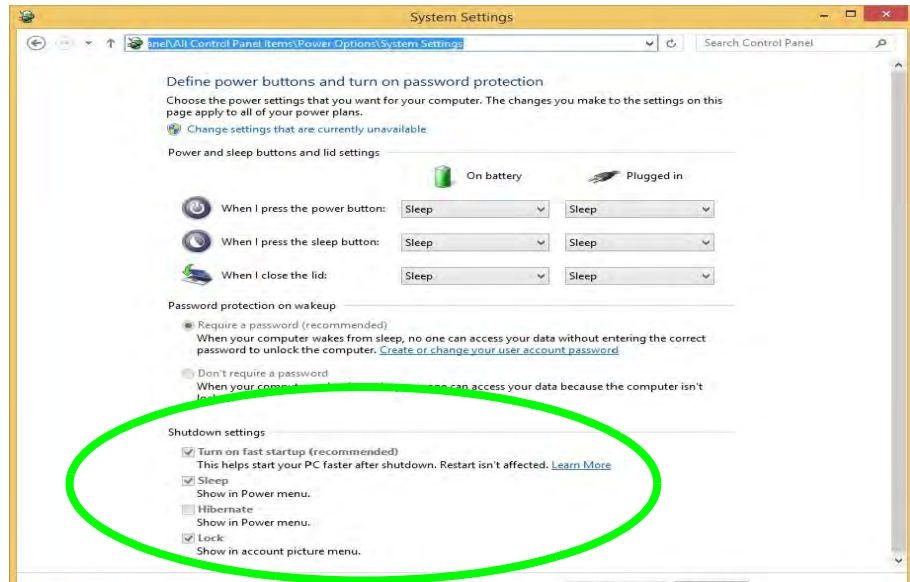 System Settings
anel\All Control Panel Items\Power Options\System Settings
Search Control Panel
Define power buttons and turn on password protection
Choose the power settings that you want for your computer. The changes you make to the settings on this
page apply to all of your power plans.
Change settings that are currently unavailable
Power and sleep buttons and lid settings
On battery Plugged in
When I press the power button: Sleep Sleep
When I press the sleep button: Sleep Sleep
When I close the lid: Sleep Sleep
Password protection on wakeup
Require a password (recommended)
When your computer wakes from sleep, no one can access your data without entering the correct
password to unlock the computer. Create or change your user account password
Don't require a password
When your can access your data because the computer isn't
Shutdown settings
Turn on fast startup (recommended)
This helps start your PC faster after shutdown. Restart isn't affected. Learn More
Sleep
Show in Power menu.
Hibernate
Show in Power menu.
Lock
Show in account picture menu.